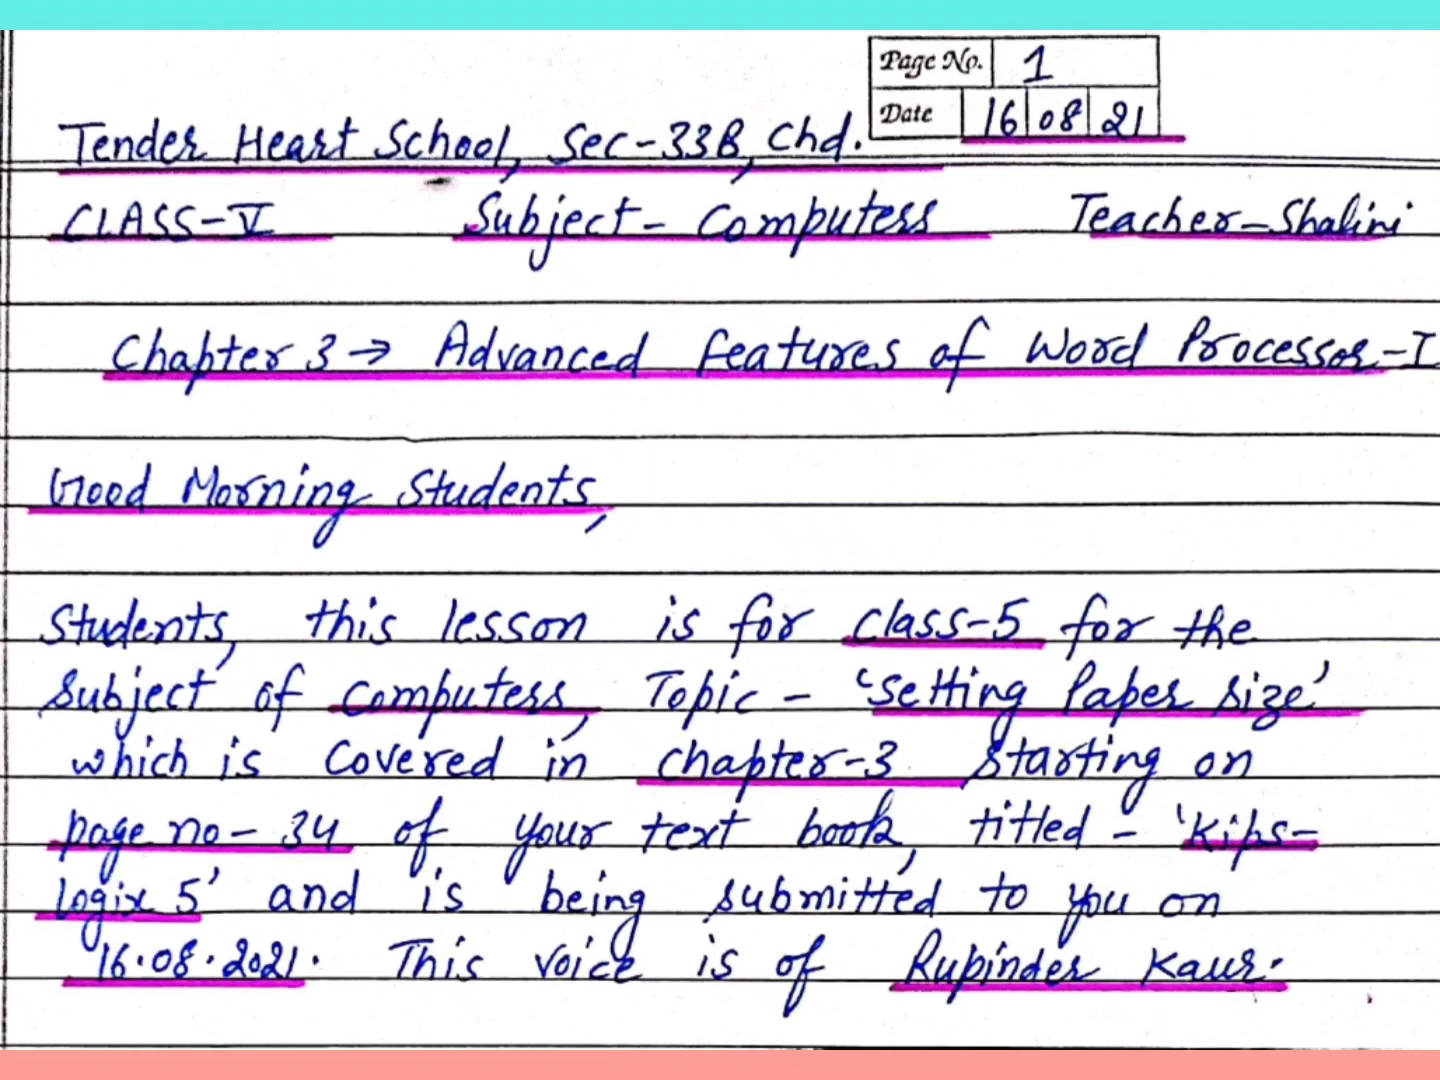 Page No. 1
Date 16 08 21
Tender Heart School, Sec-33B, Chd.
CLASS-V Subject- Computers Teacher-Shalini
Chapter 3→ Advanced Features of Word Processor-I
Good Morning Students,
Students, this lesson is for class-5 for the
subject of computers, Topic - 'setting Paper size'
which is covered in chapter-3 starting on
page no- 34 of your text book, titled - 'Kips-
logix 5' and is being submitted to you on
16.08.2021. This voice is of Rupinder Kaur.